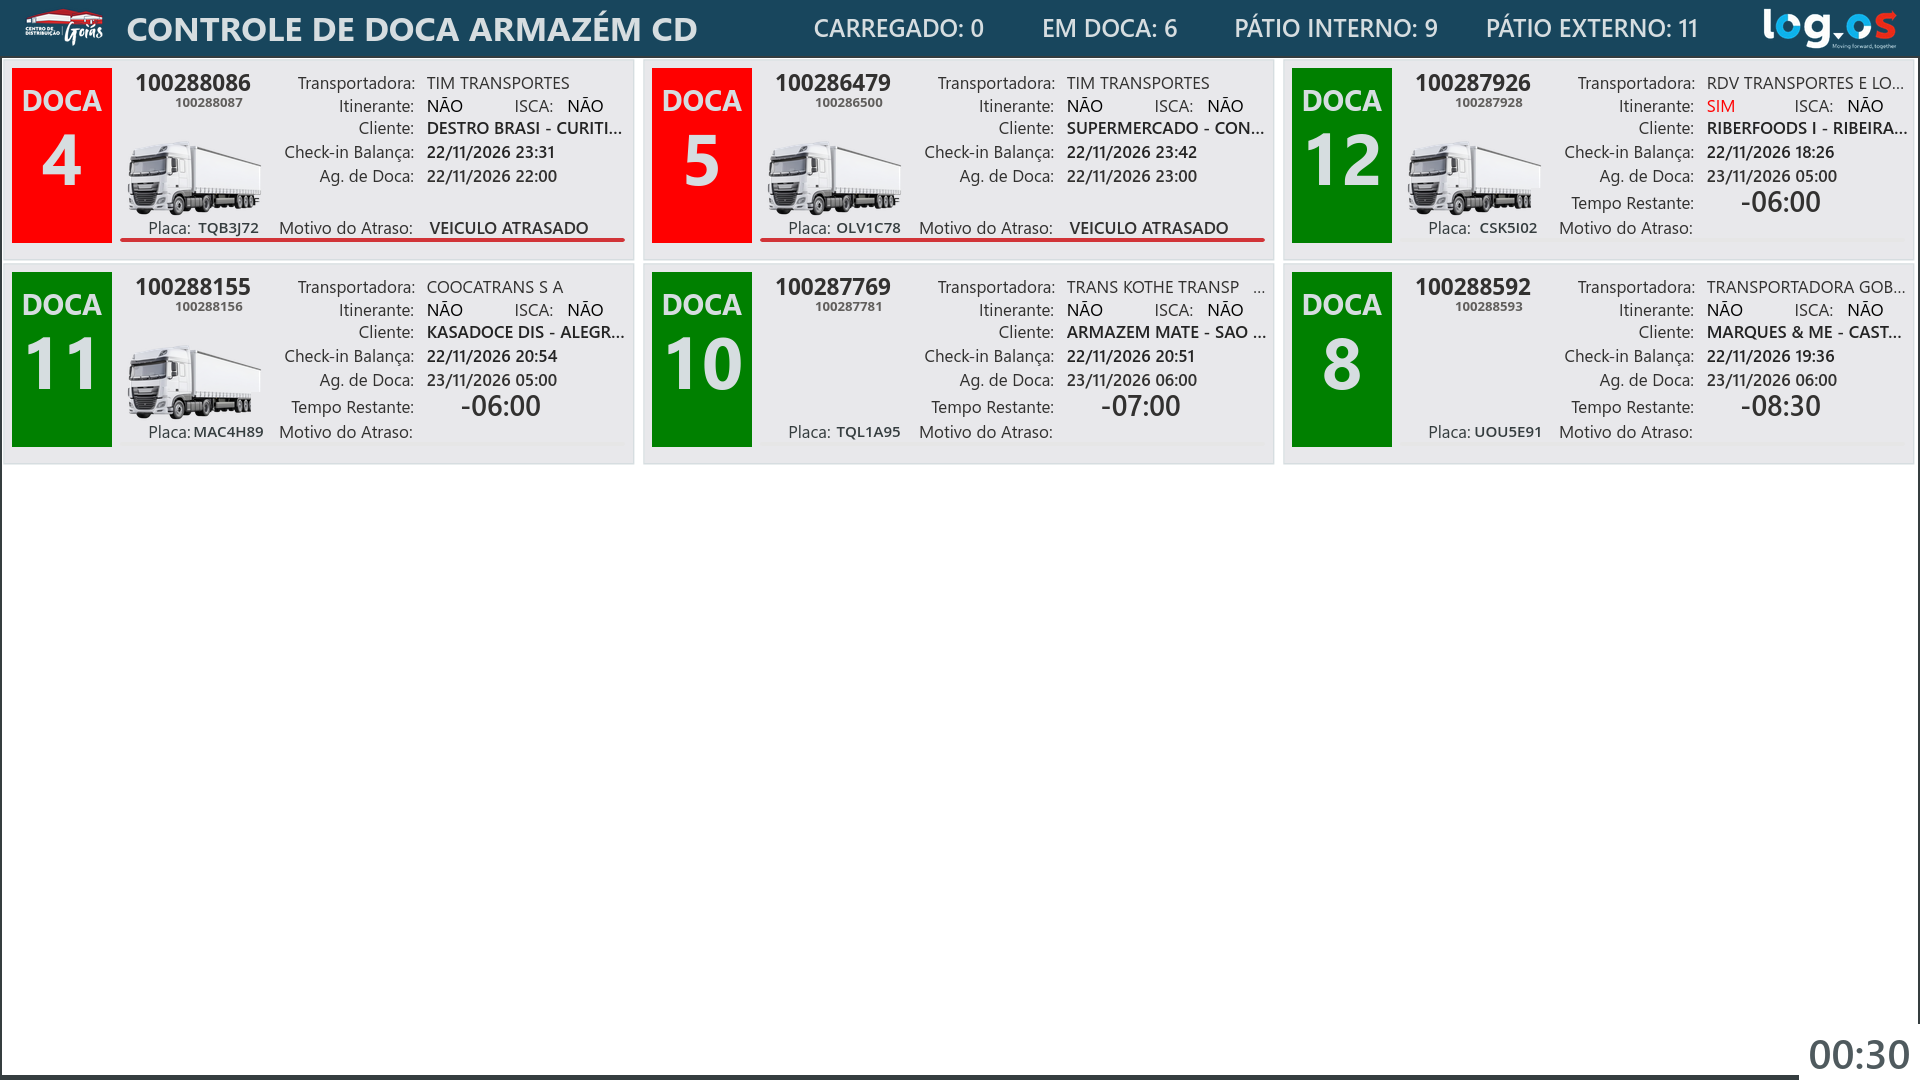 CENTRO DE DISTRIBUIÇÃO Goiás
CONTROLE DE DOCA ARMAZÉM CD
CARREGADO: 0
EM DOCA: 6
PÁTIO INTERNO: 9
PÁTIO EXTERNO: 11
log.os
Moving forward, together
DOCA
4
100288086
100288087
Transportadora: TIM TRANSPORTES
Itinerante: NÃO ISCA: NÃO
Cliente: DESTRO BRASI - CURITI...
Check-in Balança: 22/11/2026 23:31
Ag. de Doca: 22/11/2026 22:00
Placa: TQB3J72 Motivo do Atraso: VEICULO ATRASADO
DOCA
5
100286479
100286500
Transportadora: TIM TRANSPORTES
Itinerante: NÃO ISCA: NÃO
Cliente: SUPERMERCADO - CON...
Check-in Balança: 22/11/2026 23:42
Ag. de Doca: 22/11/2026 23:00
Placa: OLV1C78 Motivo do Atraso: VEICULO ATRASADO
DOCA
12
100287926
100287928
Transportadora: RDV TRANSPORTES E LO...
Itinerante: SIM ISCA: NÃO
Cliente: RIBERFOODS I - RIBEIRA...
Check-in Balança: 22/11/2026 18:26
Ag. de Doca: 23/11/2026 05:00
Tempo Restante: -06:00
Placa: CSK5I02 Motivo do Atraso:
DOCA
11
100288155
100288156
Transportadora: COOCATRANS S A
Itinerante: NÃO ISCA: NÃO
Cliente: KASADOCE DIS - ALEGR...
Check-in Balança: 22/11/2026 20:54
Ag. de Doca: 23/11/2026 05:00
Tempo Restante: -06:00
Placa: MAC4H89 Motivo do Atraso:
DOCA
10
100287769
100287781
Transportadora: TRANS KOTHE TRANSP ...
Itinerante: NÃO ISCA: NÃO
Cliente: ARMAZEM MATE - SAO ...
Check-in Balança: 22/11/2026 20:51
Ag. de Doca: 23/11/2026 06:00
Tempo Restante: -07:00
Placa: TQL1A95 Motivo do Atraso:
DOCA
8
100288592
100288593
Transportadora: TRANSPORTADORA GOB...
Itinerante: NÃO ISCA: NÃO
Cliente: MARQUES & ME - CAST...
Check-in Balança: 22/11/2026 19:36
Ag. de Doca: 23/11/2026 06:00
Tempo Restante: -08:30
Placa: UOU5E91 Motivo do Atraso:
00:30